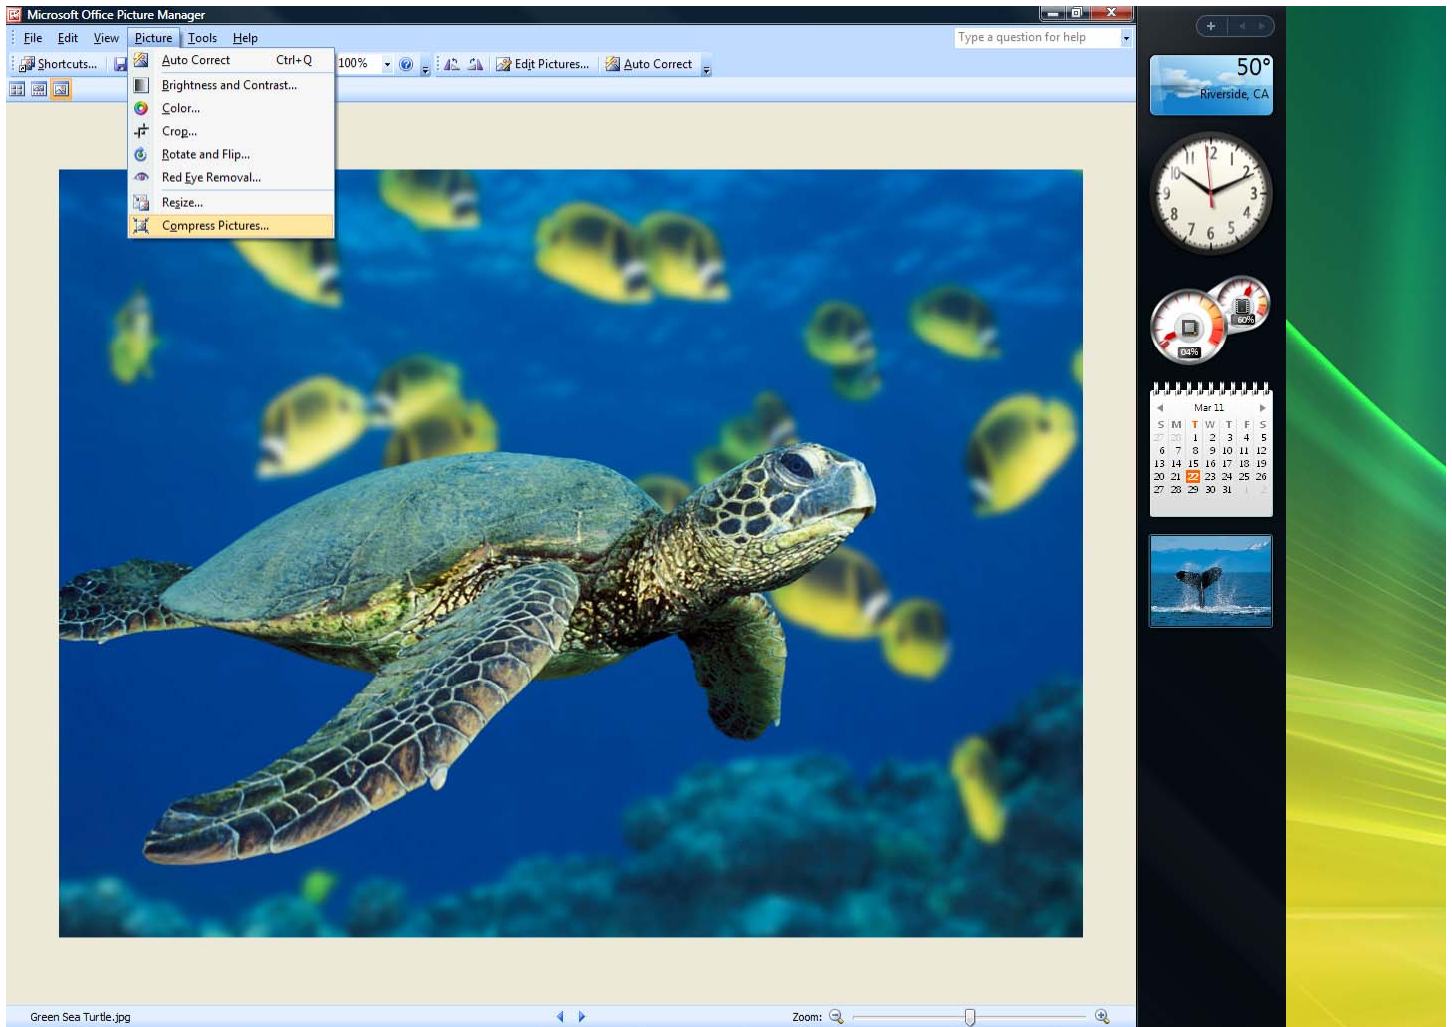 Microsoft Office Picture Manager
File Edit View Picture Tools Help
Type a question for help
Shortcuts...
100%
Edit Pictures...
Auto Correct
Auto Correct Ctrl+Q
Brightness and Contrast...
Color...
Crop...
Rotate and Flip...
Red Eye Removal...
Resize...
Compress Pictures...
50°
Riverside, CA
11 12 1
10 2
9 3
8 4
7 6 5
60%
04%
Mar 11
S M T W T F S
27 28 1 2 3 4 5
6 7 8 9 10 11 12
13 14 15 16 17 18 19
20 21 22 23 24 25 26
27 28 29 30 31 1 2
Green Sea Turtle.jpg
Zoom: